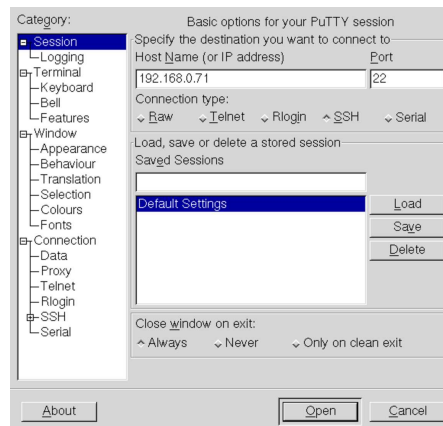 Category:
Session
Logging
Terminal
Keyboard
Bell
Features
Window
Appearance
Behaviour
Translation
Selection
Colours
Fonts
Connection
Data
Proxy
Telnet
Rlogin
SSH
Serial
Basic options for your PuTTY session
Specify the destination you want to connect to
Host Name (or IP address) Port
192.168.0.71 22
Connection type:
Raw Telnet Rlogin SSH Serial
Load, save or delete a stored session
Saved Sessions
Default Settings
Load
Save
Delete
Close window on exit:
Always Never Only on clean exit
About Open Cancel